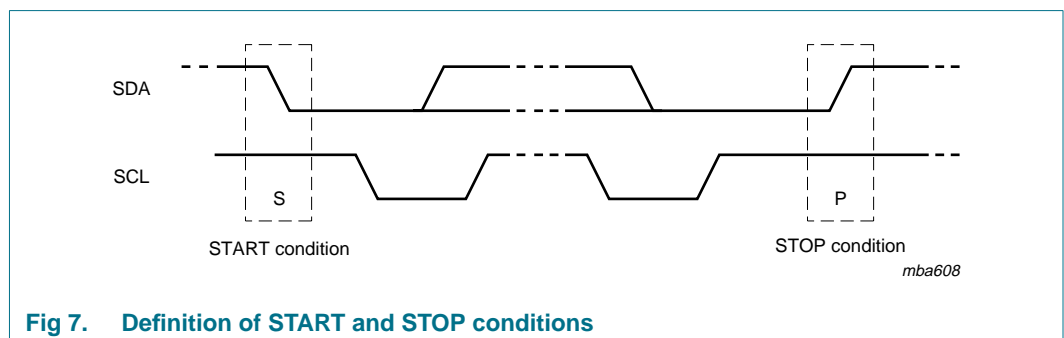 SDA
SCL
S
P
START condition
STOP condition
mba608
Fig 7. Definition of START and STOP conditions